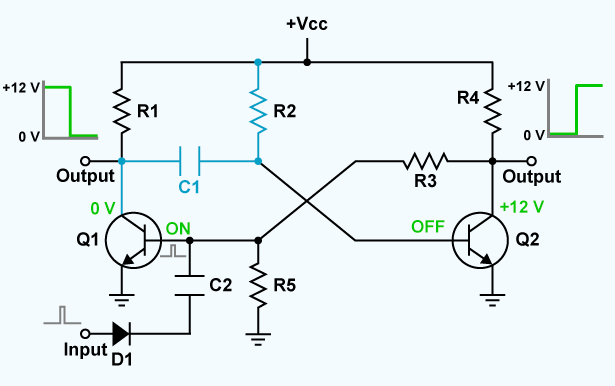 +Vcc
+12 V
0 V
R1
R2
R4
+12 V
0 V
Output
C1
R3
Output
0 V
ON
OFF
+12 V
Q1
Q2
C2
R5
Input
D1